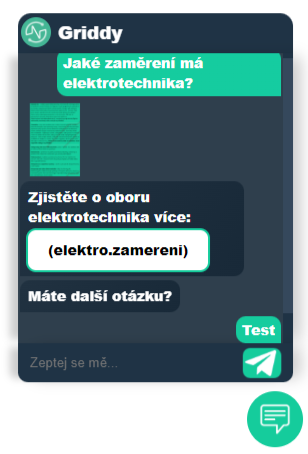 Griddy
Jaké zaměření má
elektrotechnika?
Zjistěte o oboru
elektrotechnika více:
(elektro.zamereni)
Máte další otázku?
Test
Zeptej se mě...